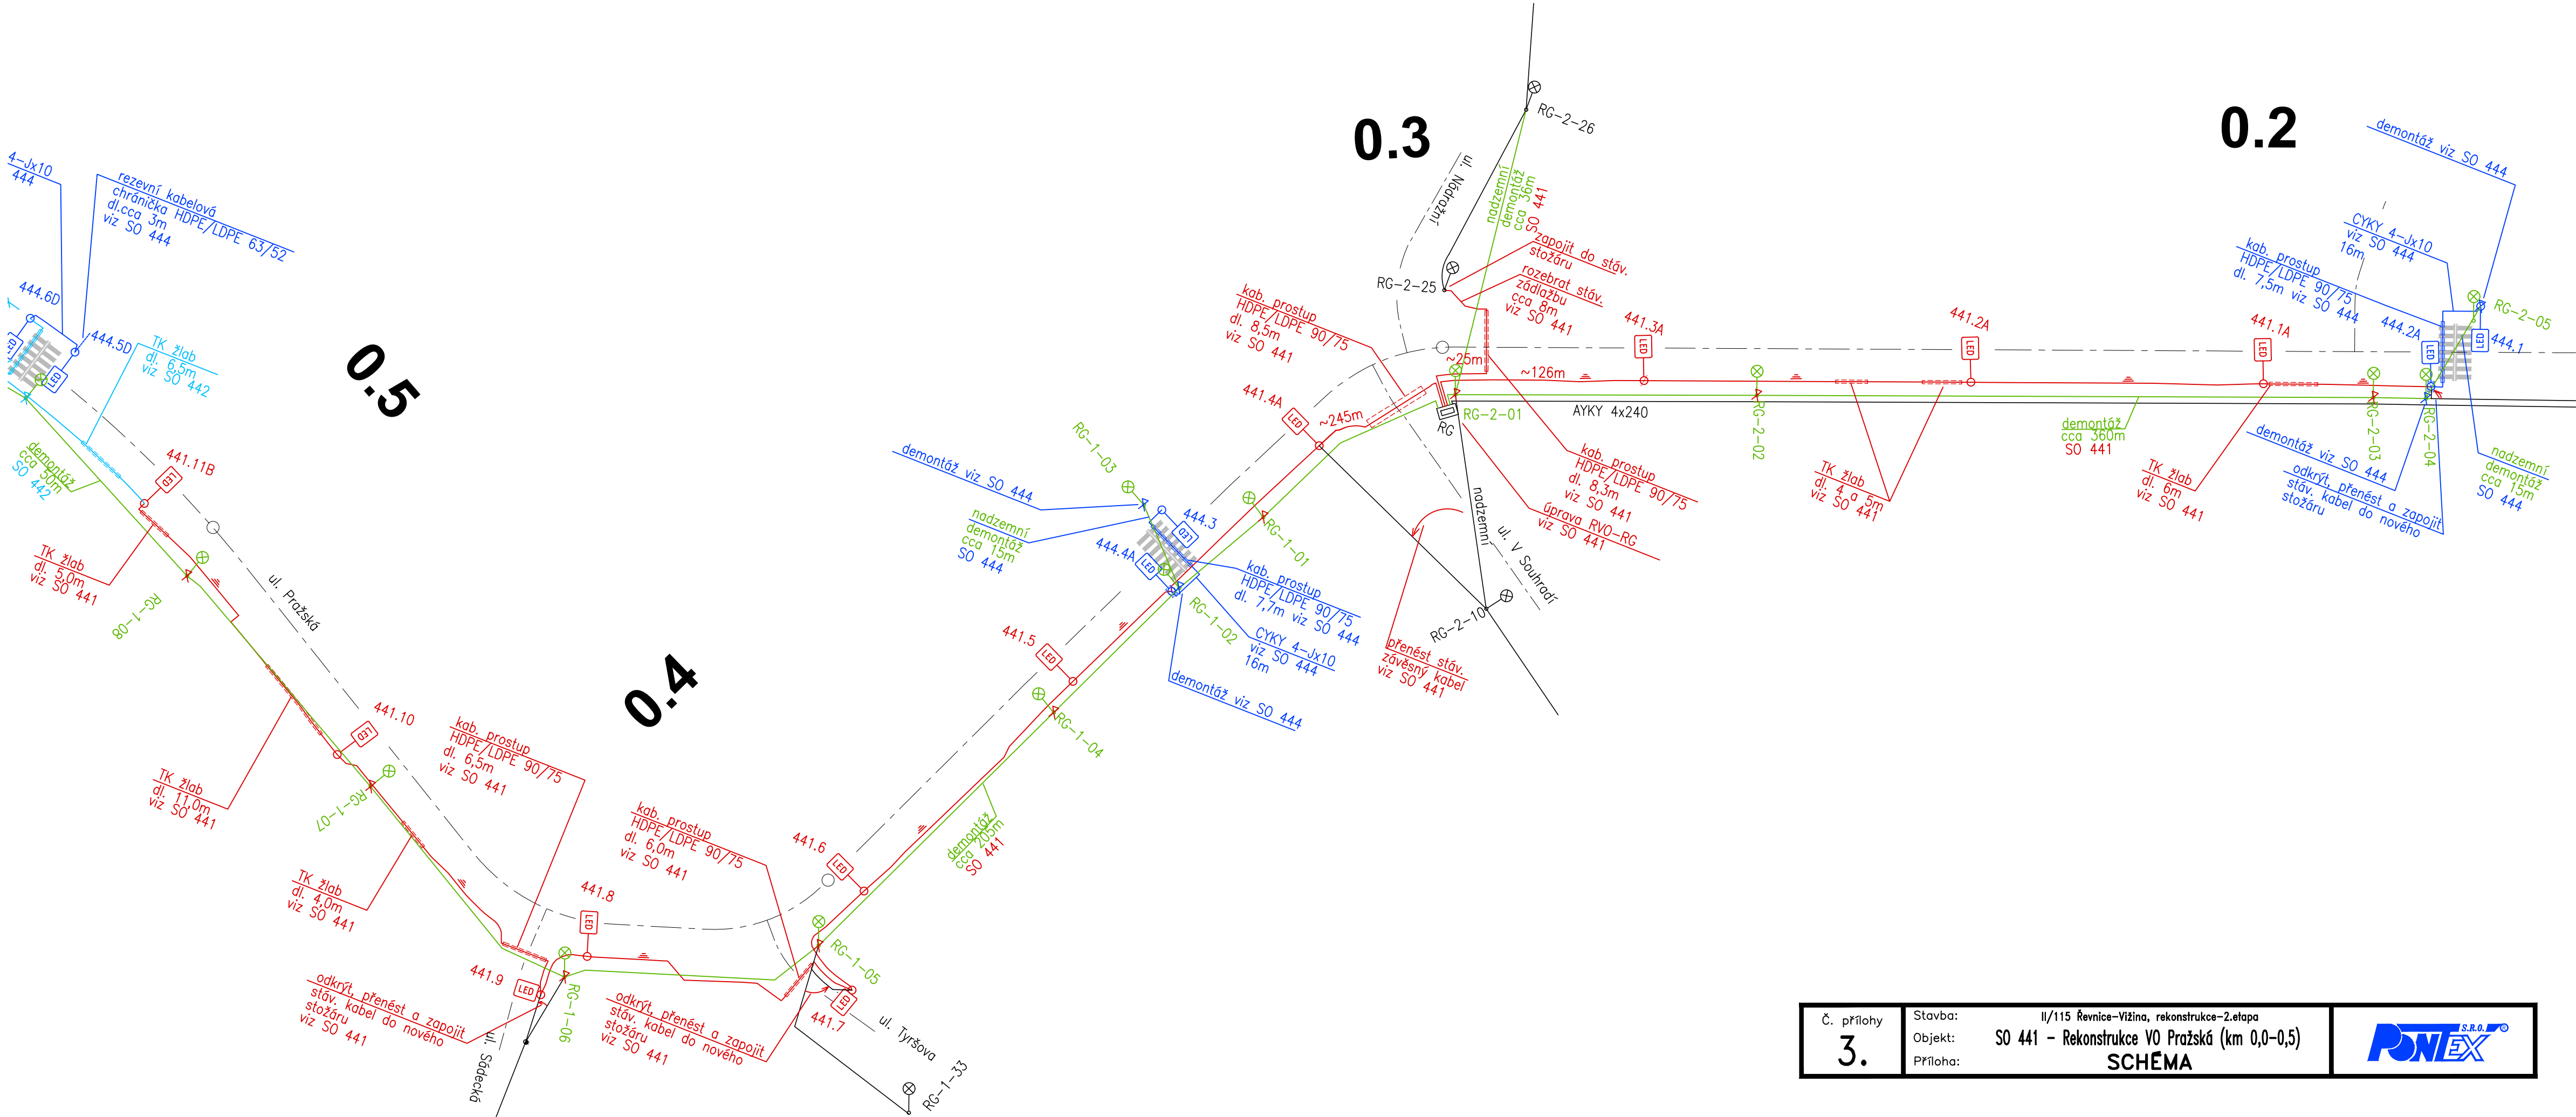 0.5
0.4
0.3
0.2
4-Jx10
444
rezevní kabelová
chránička HDPE/LDPE 63/52
dl.cca 3m
viz SO 444
444.6D
444.5D
LED
LED
TK žlab
dl. 6,5m
viz SO 442
demontáž
cca 50m
SO 442
441.11B
LED
TK žlab
dl. 5,0m
viz SO 441
RG-1-08
ul. Pražská
441.10
LED
TK žlab
dl. 11,0m
viz SO 441
RG-1-07
TK žlab
dl. 4,0m
viz SO 441
kab. prostup
HDPE/LDPE 90/75
dl. 6,5m
viz SO 441
441.8
LED
441.9
LED
RG-1-06
odkrýt, přenést a zapojit
stáv. kabel do nového
stožáru
viz SO 441
ul. Sádecká
kab. prostup
HDPE/LDPE 90/75
dl. 6,0m
viz SO 441
odkrýt, přenést a zapojit
stáv. kabel do nového
stožáru
viz SO 441
441.6
LED
RG-1-05
441.7
LED
ul. Tyršova
RG-1-33
demontáž
cca 205m
SO 441
441.5
LED
RG-1-04
demontáž viz SO 444
nadzemní
demontáž
cca 15m
SO 444
RG-1-03
444.3
LED
444.4A
LED
RG-1-02
RG-1-01
kab. prostup
HDPE/LDPE 90/75
dl. 7,7m viz SO 444
CYKY 4-Jx10
viz SO 444
16m
demontáž viz SO 444
441.4A
LED
~245m
kab. prostup
HDPE/LDPE 90/75
dl. 8,5m
viz SO 441
ul. Nádražní
RG-2-26
nadzemní
demontáž
cca 36m
SO 441
RG-2-25
zapojit do stáv.
stožáru
rozebrat stáv.
zádlažbu
cca 8m
viz SO 441
~25m
~126m
RG
RG-2-01
AYKY 4x240
kab. prostup
HDPE/LDPE 90/75
dl. 8,3m
viz SO 441
úprava RVO-RG
viz SO 441
nadzemní
ul. V Souhradí
RG-2-10
přenést stáv.
závěsný kabel
viz SO 441
441.3A
LED
RG-2-02
TK žlab
dl. 4 a 5m
viz SO 441
441.2A
LED
demontáž
cca 360m
SO 441
441.1A
LED
TK žlab
dl. 6m
viz SO 441
RG-2-03
RG-2-04
demontáž viz SO 444
CYKY 4-Jx10
viz SO 444
16m
kab. prostup
HDPE/LDPE 90/75
dl. 7,5m viz SO 444
444.2A
LED
444.1
LED
RG-2-05
demontáž viz SO 444
odkrýt, přenést a zapojit
stáv. kabel do nového
stožáru
nadzemní
demontáž
cca 15m
SO 444
Č. přílohy
3.
Stavba: II/115 Řevnice-Vižina, rekonstrukce-2.etapa
Objekt: SO 441 - Rekonstrukce VO Pražská (km 0,0-0,5)
Příloha: SCHÉMA
PONTEX S.R.O. ®